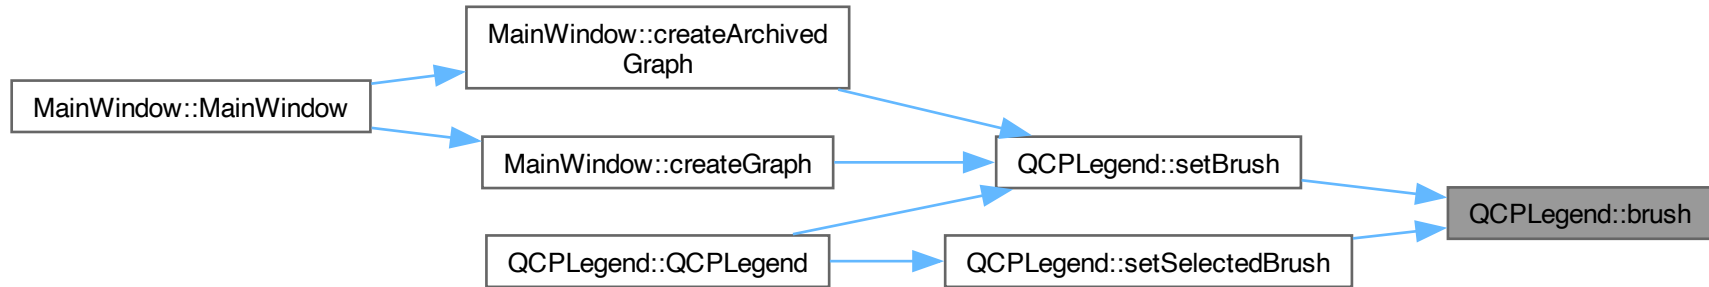 MainWindow::createArchived
Graph
MainWindow::MainWindow
MainWindow::createGraph
QCPLegend::setBrush
QCPLegend::brush
QCPLegend::QCPLegend
QCPLegend::setSelectedBrush